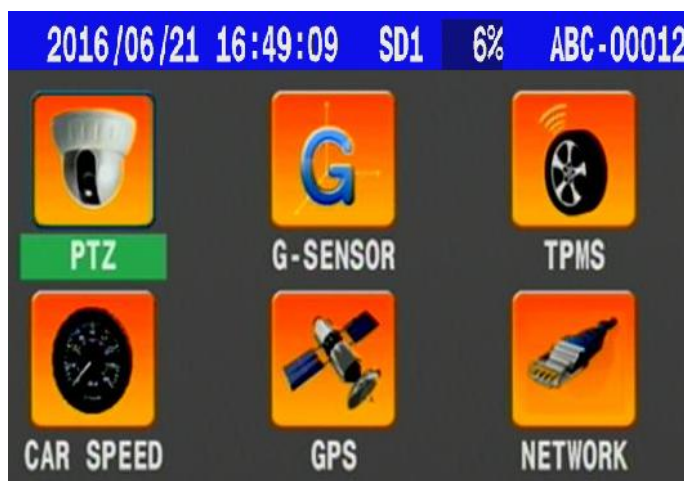 2016/06/21 16:49:09 SD1 6% ABC-00012
G
PTZ G-SENSOR TPMS
CAR SPEED GPS NETWORK